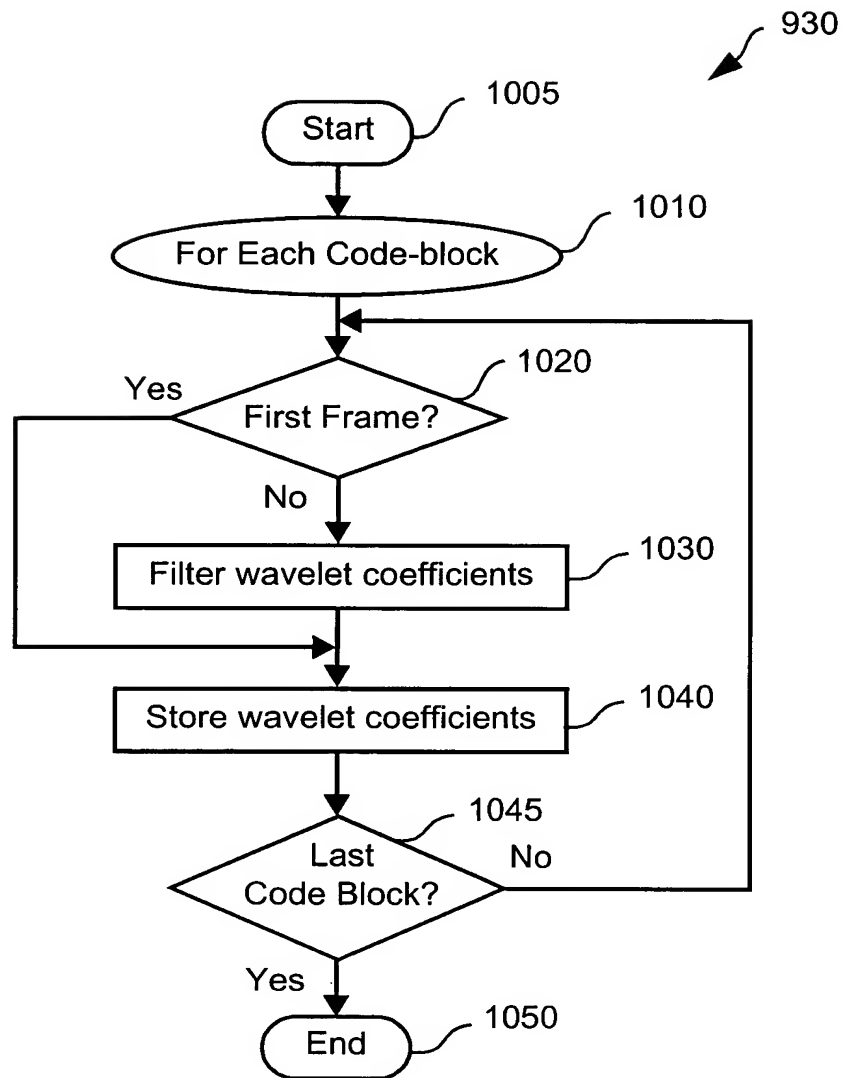 930
Start
1005
For Each Code-block
1010
Yes
First Frame?
1020
No
Filter wavelet coefficients
1030
Store wavelet coefficients
1040
Last
Code Block?
1045
No
Yes
End
1050